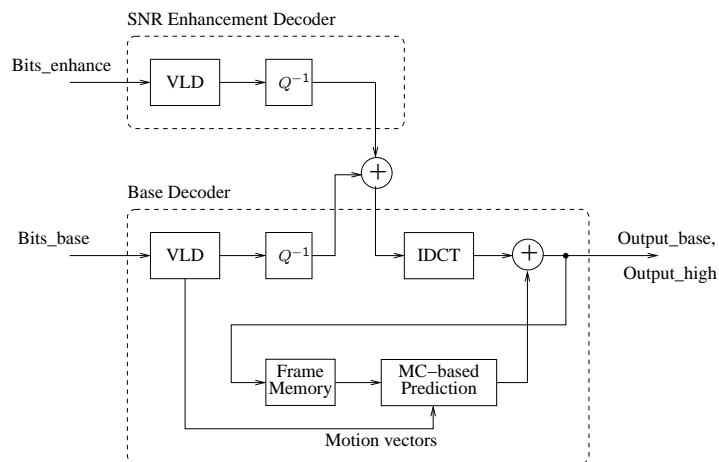 SNR Enhancement Decoder
Bits_enhance
VLD
Q⁻¹
+
Base Decoder
Bits_base
VLD
Q⁻¹
IDCT
+
Output_base,
Output_high
Frame
Memory
MC−based
Prediction
Motion vectors